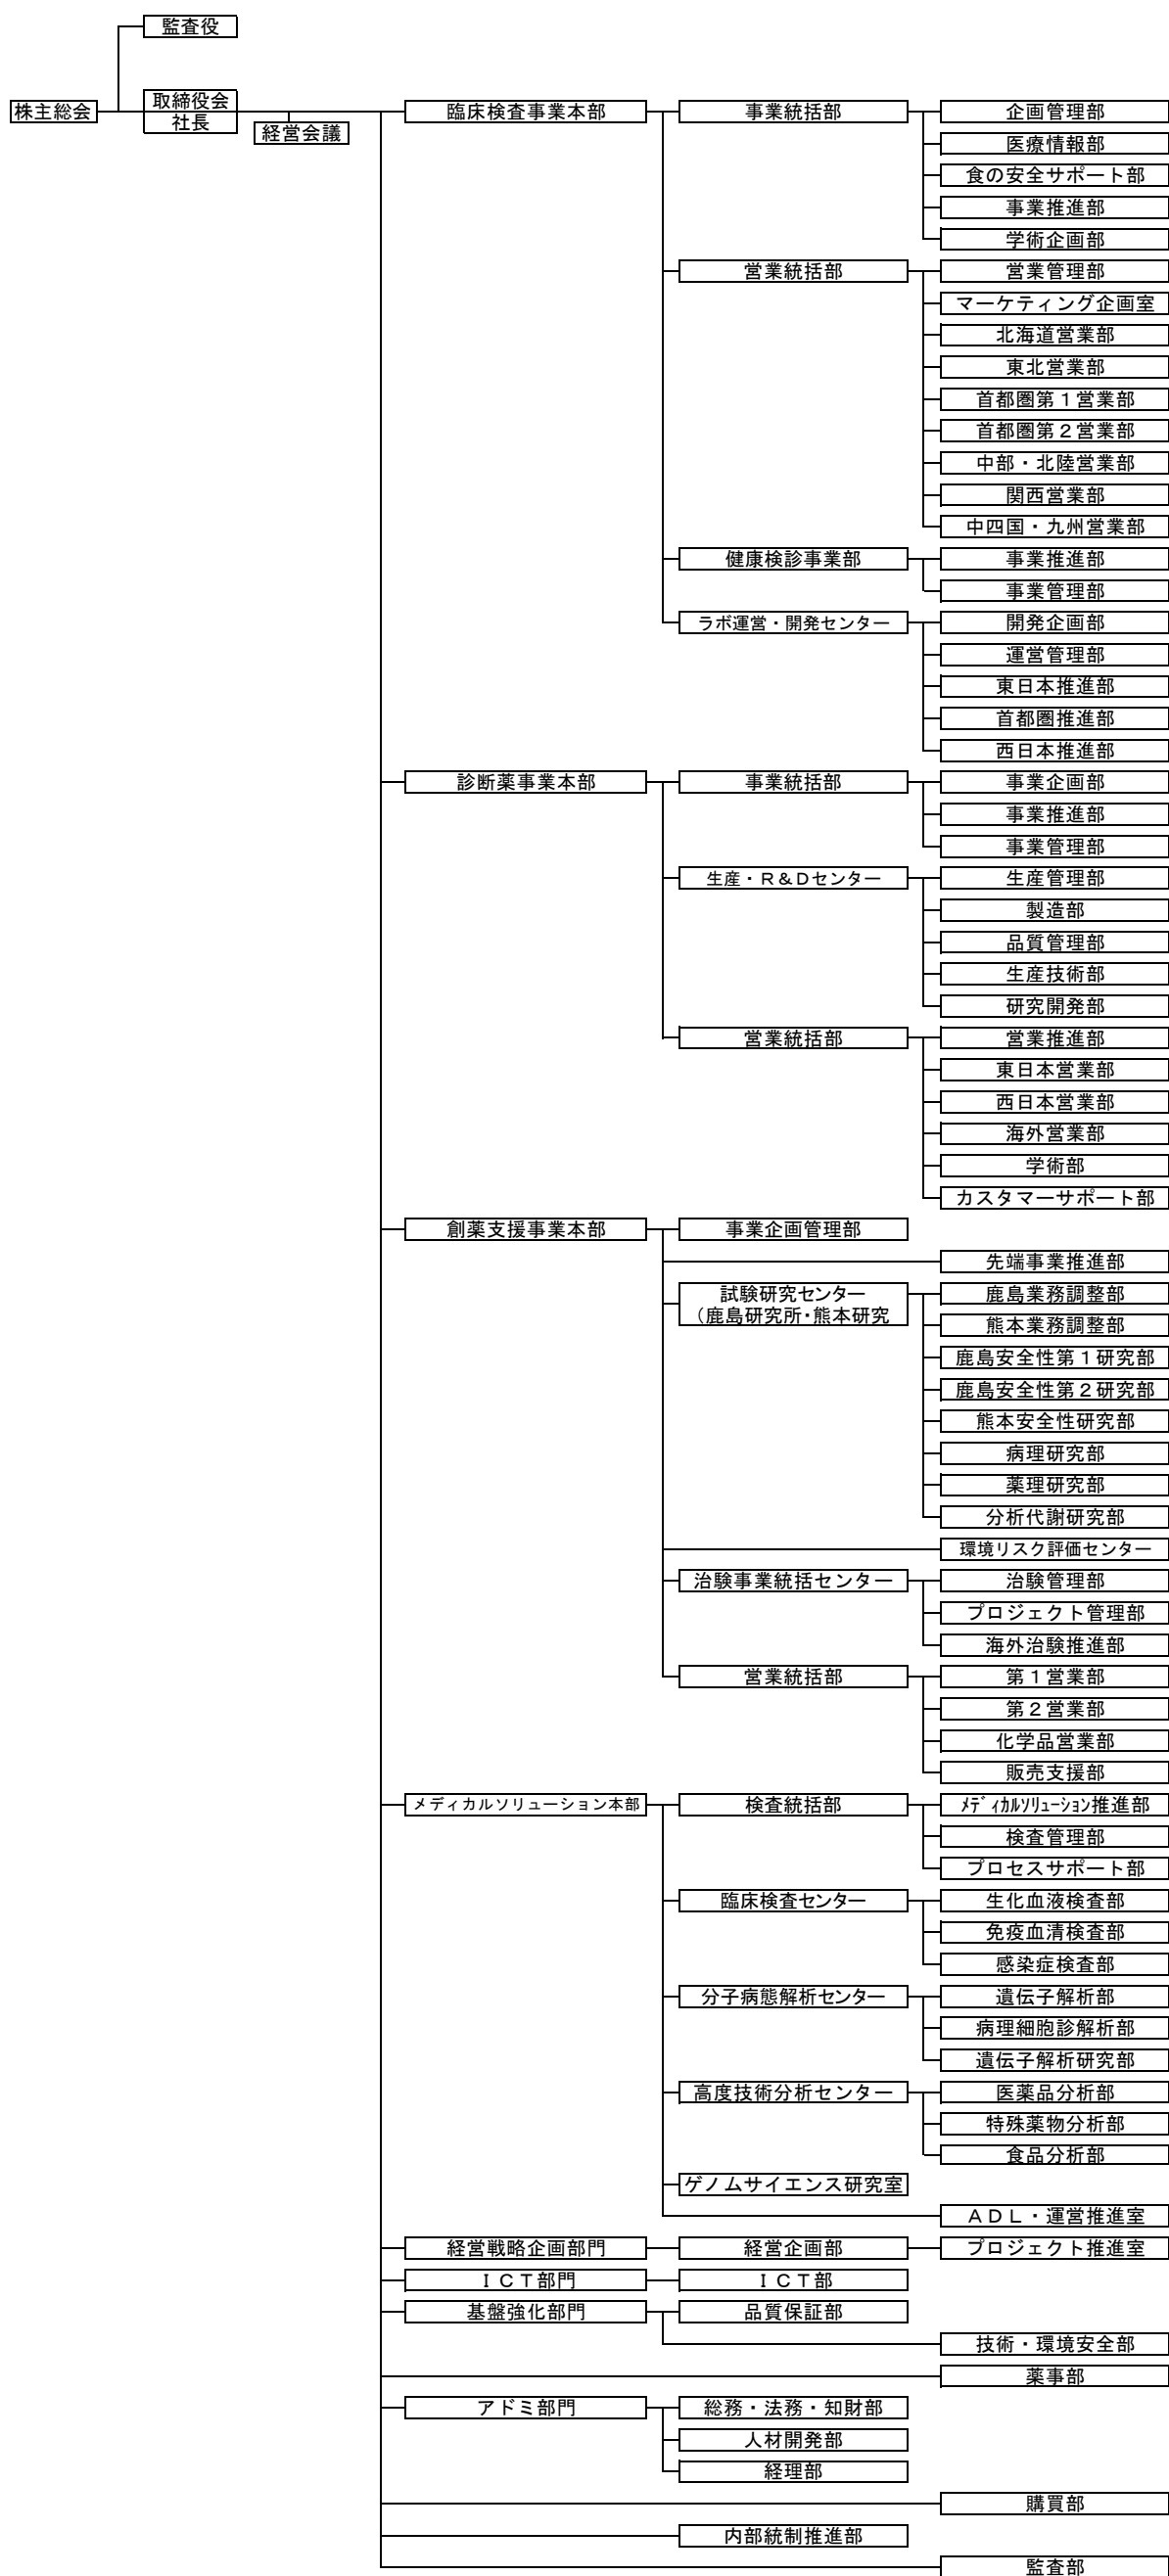 監査役
株主総会
取締役会
社長
経営会議
臨床検査事業本部
事業統括部
企画管理部
医療情報部
食の安全サポート部
事業推進部
学術企画部
営業統括部
営業管理部
マーケティング企画室
北海道営業部
東北営業部
首都圏第１営業部
首都圏第２営業部
中部・北陸営業部
関西営業部
中四国・九州営業部
健康検診事業部
事業推進部
事業管理部
ラボ運営・開発センター
開発企画部
運営管理部
東日本推進部
首都圏推進部
西日本推進部
診断薬事業本部
事業統括部
事業企画部
事業推進部
事業管理部
生産・Ｒ＆Ｄセンター
生産管理部
製造部
品質管理部
生産技術部
研究開発部
営業統括部
営業推進部
東日本営業部
西日本営業部
海外営業部
学術部
カスタマーサポート部
創薬支援事業本部
事業企画管理部
先端事業推進部
試験研究センター
（鹿島研究所・熊本研究
鹿島業務調整部
熊本業務調整部
鹿島安全性第１研究部
鹿島安全性第２研究部
熊本安全性研究部
病理研究部
薬理研究部
分析代謝研究部
環境リスク評価センター
治験事業統括センター
治験管理部
プロジェクト管理部
海外治験推進部
営業統括部
第１営業部
第２営業部
化学品営業部
販売支援部
メディカルソリューション本部
検査統括部
ﾒﾃﾞｨｶﾙｿﾘｭｰｼｮﾝ推進部
検査管理部
プロセスサポート部
臨床検査センター
生化血液検査部
免疫血清検査部
感染症検査部
分子病態解析センター
遺伝子解析部
病理細胞診解析部
遺伝子解析研究部
高度技術分析センター
医薬品分析部
特殊薬物分析部
食品分析部
ゲノムサイエンス研究室
ＡＤＬ・運営推進室
経営戦略企画部門
経営企画部
プロジェクト推進室
ＩＣＴ部門
ＩＣＴ部
基盤強化部門
品質保証部
技術・環境安全部
薬事部
アドミ部門
総務・法務・知財部
人材開発部
経理部
購買部
内部統制推進部
監査部